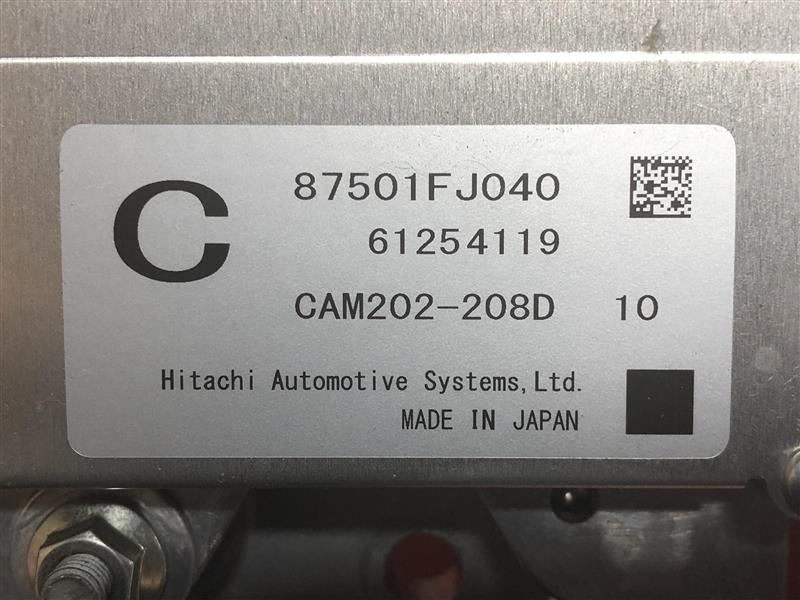 C
87501FJ040
61254119
CAM202-208D 10
Hitachi Automotive Systems,Ltd.
MADE IN JAPAN